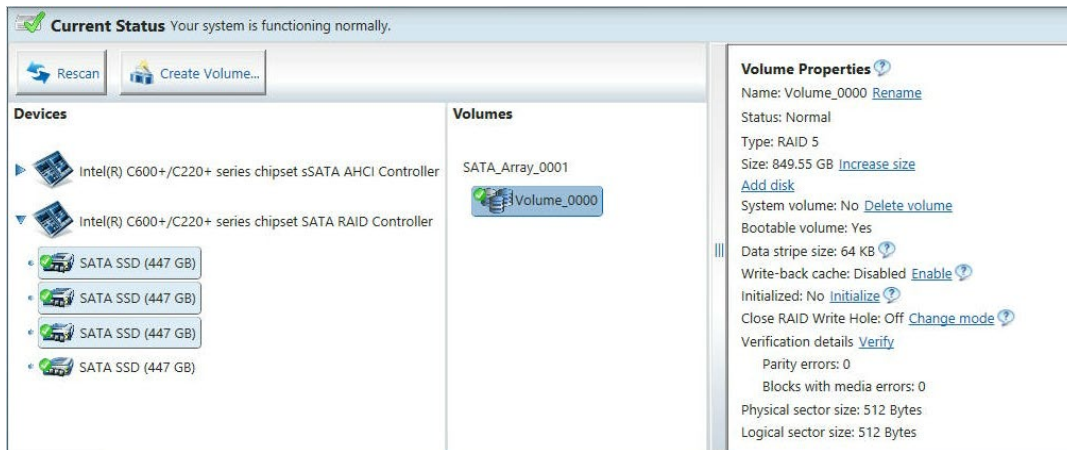 Current Status Your system is functioning normally.
Rescan
Create Volume...
Devices
Intel(R) C600+/C220+ series chipset sSATA AHCI Controller
Intel(R) C600+/C220+ series chipset SATA RAID Controller
SATA SSD (447 GB)
SATA SSD (447 GB)
SATA SSD (447 GB)
SATA SSD (447 GB)
Volumes
SATA_Array_0001
Volume_0000
Volume Properties ?
Name: Volume_0000 Rename
Status: Normal
Type: RAID 5
Size: 849.55 GB Increase size
Add disk
System volume: No Delete volume
Bootable volume: Yes
Data stripe size: 64 KB ?
Write-back cache: Disabled Enable ?
Initialized: No Initialize ?
Close RAID Write Hole: Off Change mode ?
Verification details Verify
Parity errors: 0
Blocks with media errors: 0
Physical sector size: 512 Bytes
Logical sector size: 512 Bytes